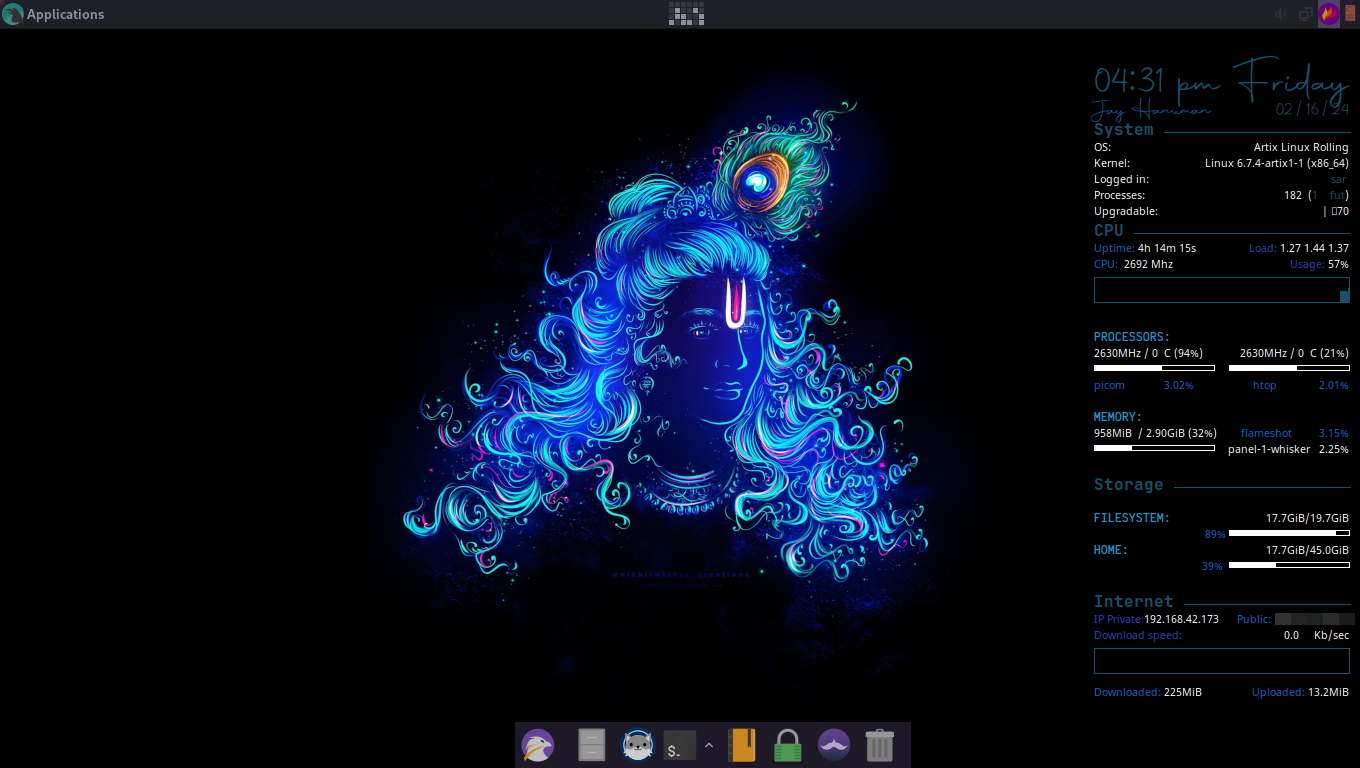 Applications
04:31 pm Friday
Jay Hanuman 02/16/24
System
OS: Artix Linux Rolling
Kernel: Linux 6.7.4-artix1-1 (x86_64)
Logged in: sar
Processes: 182 (1 fut)
Upgradable: | 70
CPU
Uptime: 4h 14m 15s Load: 1.27 1.44 1.37
CPU: 2692 Mhz Usage: 57%
PROCESSORS:
2630MHz / 0 C (94%) 2630MHz / 0 C (21%)
picom 3.02% htop 2.01%
MEMORY:
958MiB / 2.90GiB (32%) flameshot 3.15%
panel-1-whisker 2.25%
Storage
FILESYSTEM: 17.7GiB/19.7GiB
89%
HOME: 17.7GiB/45.0GiB
39%
@nikhilmishra_creations
Internet
IP Private:192.168.42.173 Public:
Download speed: 0.0 Kb/sec
Downloaded: 225MiB Uploaded: 13.2MiB
$_